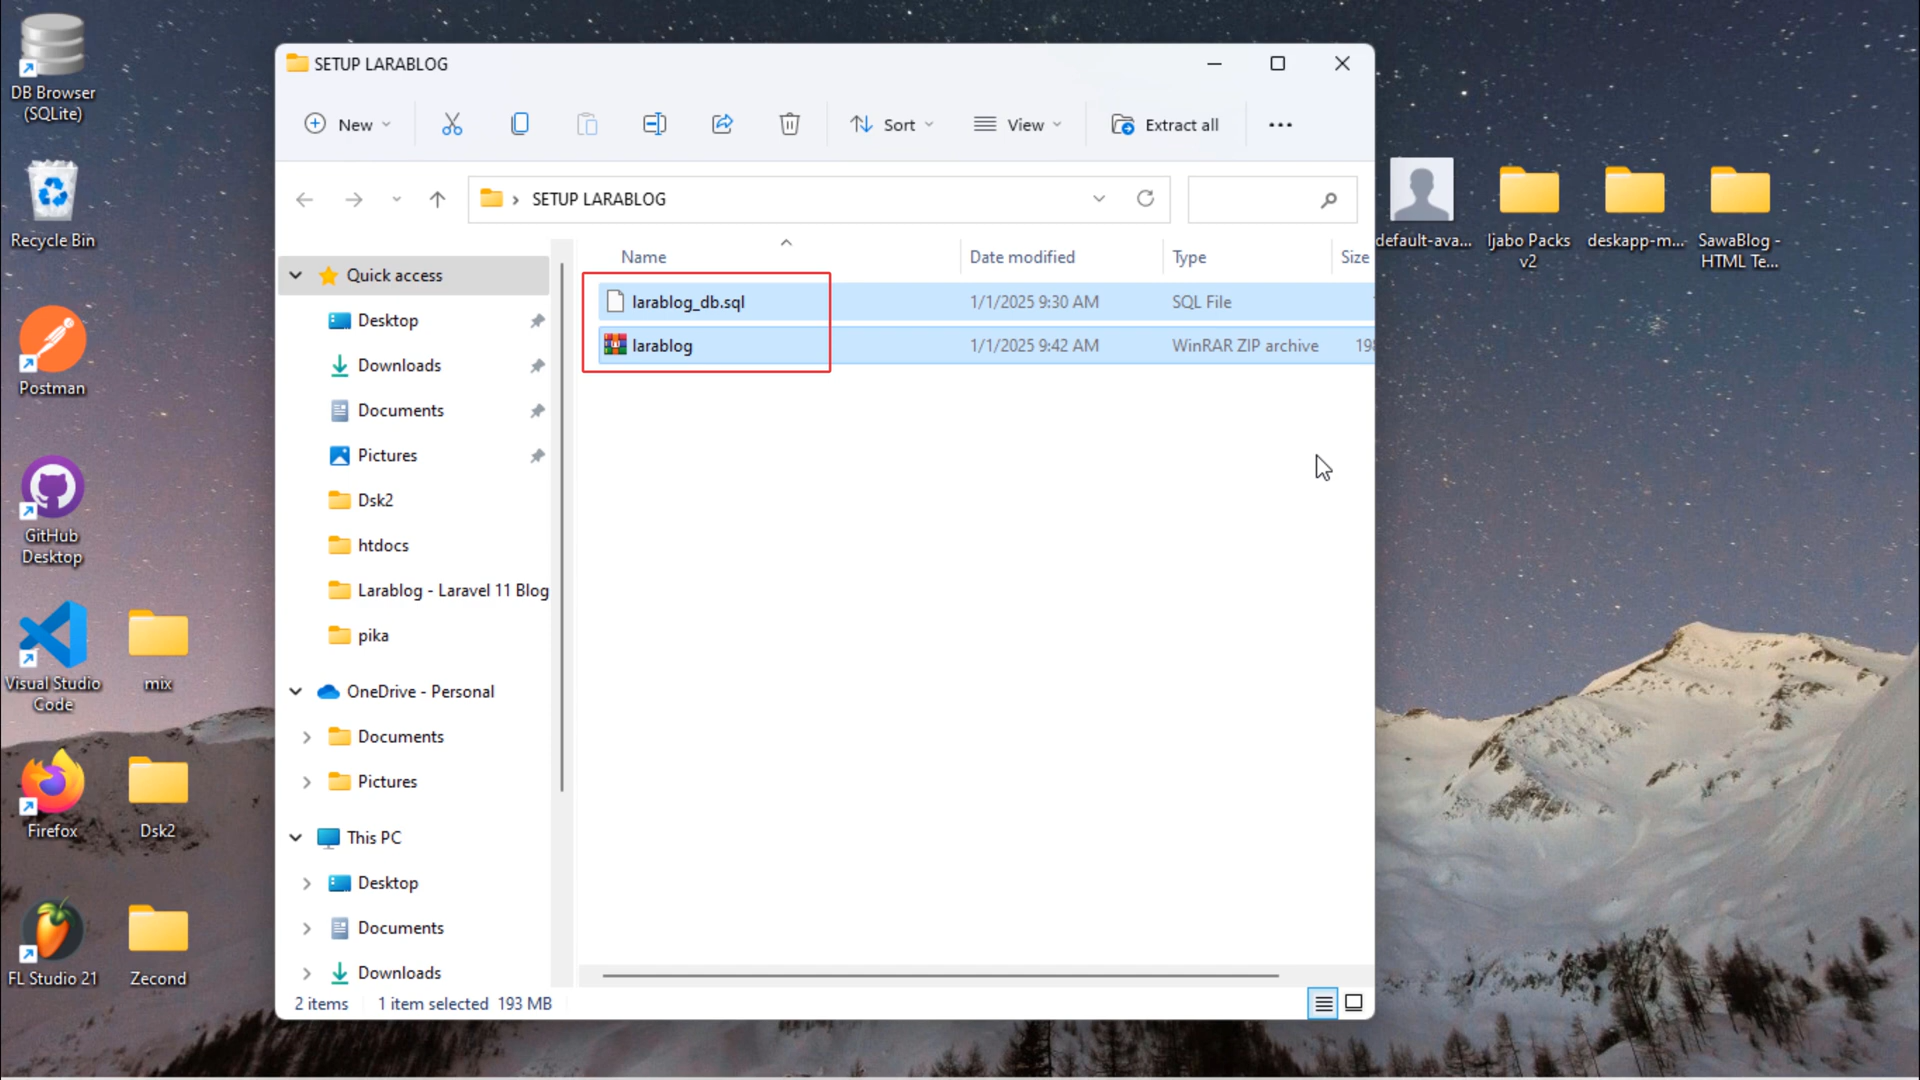 DB Browser
(SQLite)
Recycle Bin
Postman
GitHub
Desktop
Visual Studio
Code
mix
Firefox
Dsk2
FL Studio 21
Zecond
SETUP LARABLOG
New
Sort
View
Extract all
SETUP LARABLOG
Name
Date modified
Type
Size
larablog_db.sql
1/1/2025 9:30 AM
SQL File
larablog
1/1/2025 9:42 AM
WinRAR ZIP archive
Quick access
Desktop
Downloads
Documents
Pictures
Dsk2
htdocs
Larablog - Laravel 11 Blog
pika
OneDrive - Personal
Documents
Pictures
This PC
Desktop
Documents
Downloads
2 items
1 item selected 193 MB
default-ava...
Ijabo Packs
v2
deskapp-m...
SawaBlog -
HTML Te...